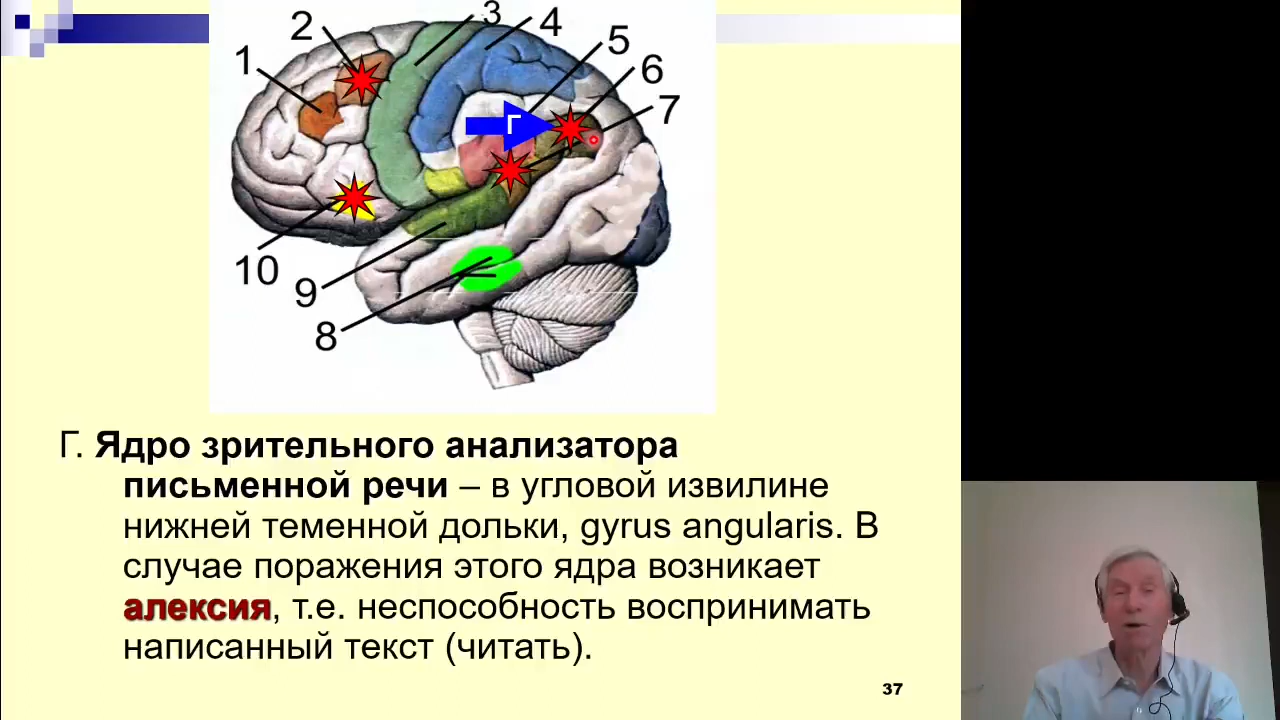 1
2
3
4
5
6
7
Г
10
9
8
Г. Ядро зрительного анализатора
письменной речи – в угловой извилине
нижней теменной дольки, gyrus angularis. В
случае поражения этого ядра возникает
алексия, т.е. неспособность воспринимать
написанный текст (читать).
37